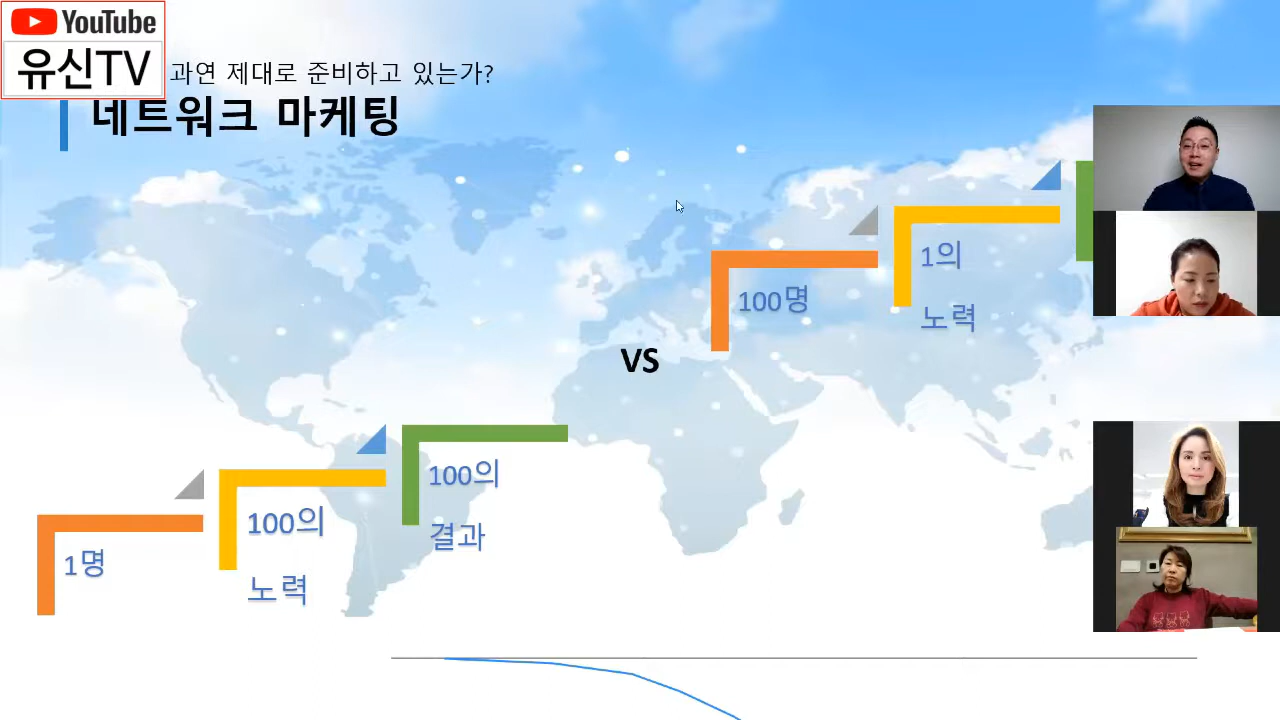 YouTube
유신TV
과연 제대로 준비하고 있는가?
네트워크 마케팅
100명
1의
노력
VS
1명
100의
노력
100의
결과